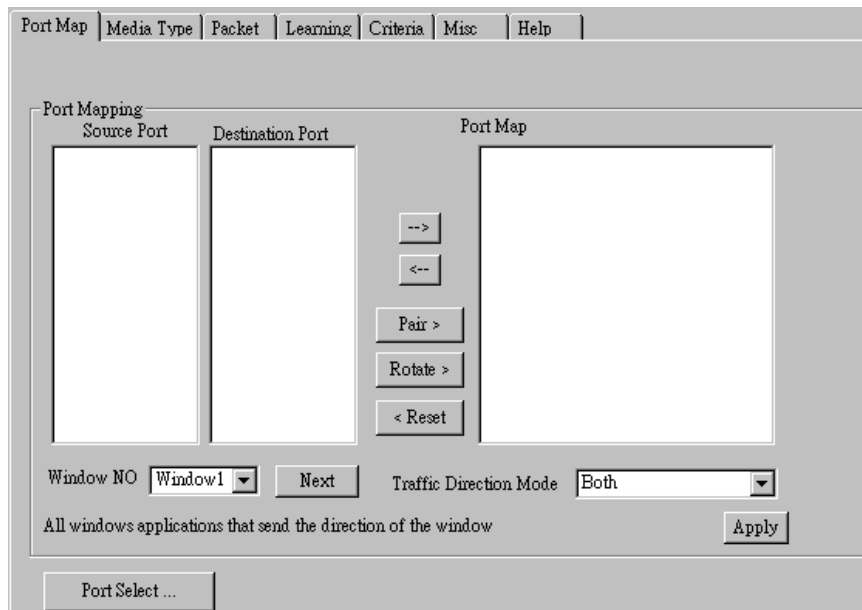 Port Map Media Type Packet Learning Criteria Misc Help
Port Mapping
Source Port Destination Port Port Map
-->
<--
Pair >
Rotate >
< Reset
Window NO Window1 Next Traffic Direction Mode Both
All windows applications that send the direction of the window Apply
Port Select ...